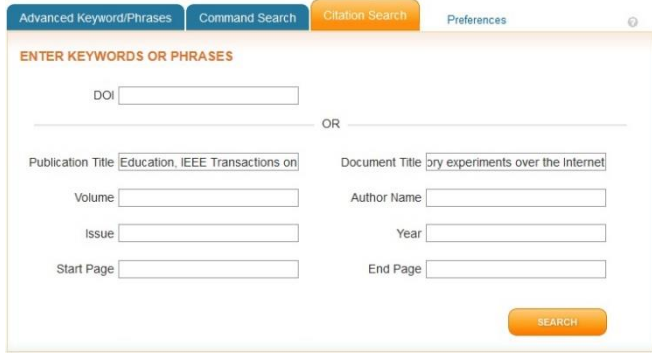 Advanced Keyword/Phrases Command Search Citation Search Preferences ?
ENTER KEYWORDS OR PHRASES
DOI
OR
Publication Title Education, IEEE Transactions on Document Title ory experiments over the Internet
Volume Author Name
Issue Year
Start Page End Page
SEARCH